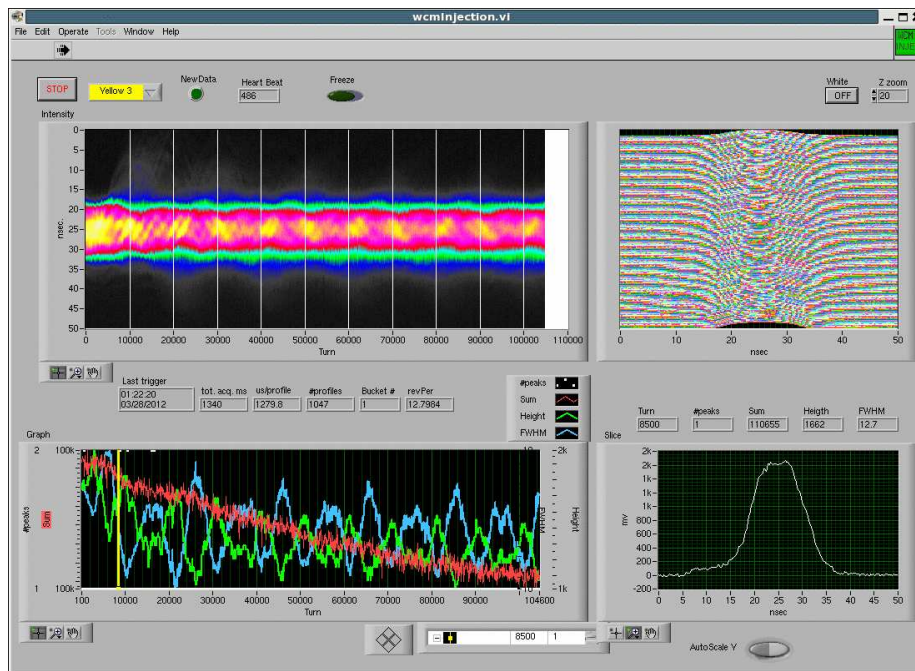 wcmInjection.vi
File Edit Operate Tools Window Help
WCM
INJE
STOP
Yellow 3
NewData
Heart Beat
486
Freeze
White
OFF
Z zoom
20
Intensity
0
5
10
15
20
25
30
35
40
45
50
nsec.
0 10000 20000 30000 40000 50000 60000 70000 80000 90000 100000 110000
Turn
0 10 20 30 40 50
nsec
Last trigger
01:22:20
03/28/2012
tot. acq. ms
1340
us/profile
1279.8
#profiles
1047
Bucket #
1
revPer
12.7984
#peaks
Sum
Height
FWHM
Turn
8500
#peaks
1
Sum
110655
Heigth
1662
FWHM
12.7
Graph
2
1
#peaks
100k
100k
Sum
10
10
FWHM
2k
1k
Height
100 10000 20000 30000 40000 50000 60000 70000 80000 90000 104600
Turn
Slice
2k
2k
1k
1k
1k
800
600
400
200
0
-200
mv
0 5 10 15 20 25 30 35 40 45 50
nsec
8500 1
AutoScale Y